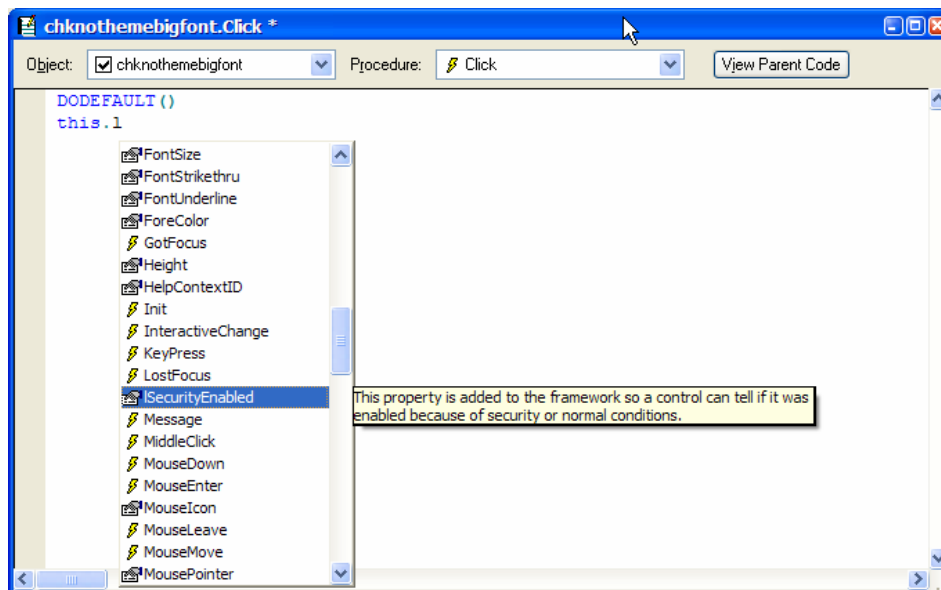 chknothemebigfont.Click *
Object: chknothemebigfont Procedure: Click View Parent Code
DODEFAULT()
this.l
FontSize
FontStrikethru
FontUnderline
ForeColor
GotFocus
Height
HelpContextID
Init
InteractiveChange
KeyPress
LostFocus
lSecurityEnabled
This property is added to the framework so a control can tell if it was
enabled because of security or normal conditions.
Message
MiddleClick
MouseDown
MouseEnter
MouseIcon
MouseLeave
MouseMove
MousePointer